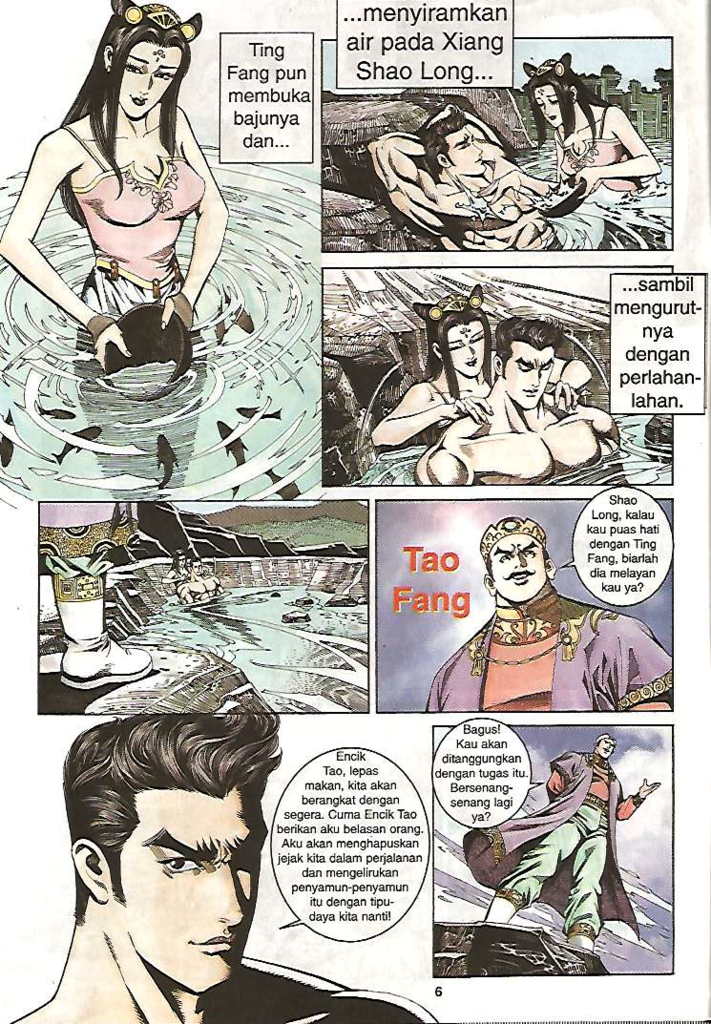 Ting
Fang pun
membuka
bajunya
dan...
...menyiramkan
air pada Xiang
Shao Long...
...sambil
mengurut-
nya
dengan
perlahan-
lahan.
Tao
Fang
Shao
Long, kalau
kau puas hati
dengan Ting
Fang, biarlah
dia melayan
kau ya?
Encik
Tao, lepas
makan, kita akan
berangkat dengan
segera. Cuma Encik Tao
berikan aku belasan orang.
Aku akan menghapuskan
jejak kita dalam perjalanan
dan mengelirukan
penyamun-penyamun
itu dengan tipu-
daya kita nanti!
Bagus!
Kau akan
ditanggungkan
dengan tugas itu.
Bersenang-
senang lagi
ya?
6